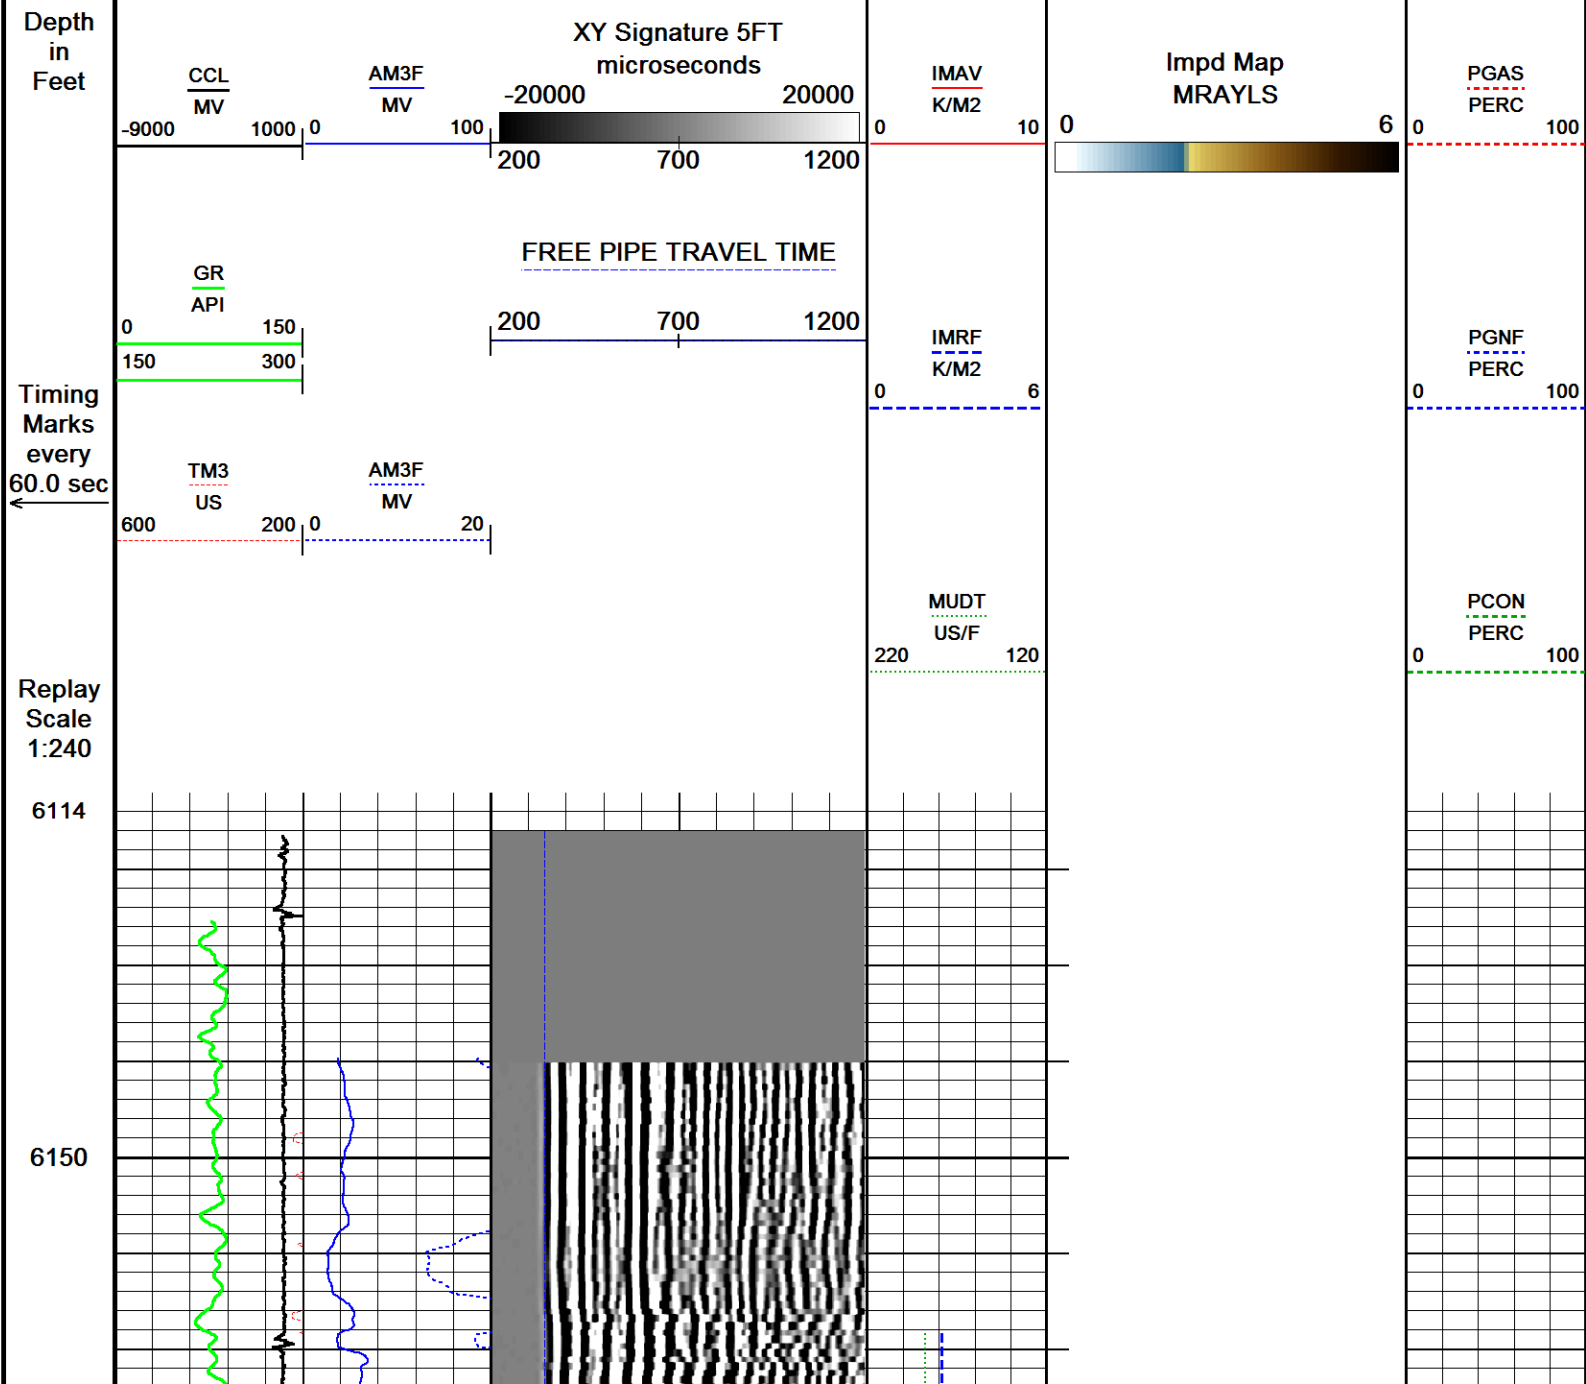 Depth
in
Feet
CCL
MV
-9000 1000
AM3F
MV
0 100
XY Signature 5FT
microseconds
-20000 20000
200 700 1200
IMAV
K/M2
0 10
Impd Map
MRAYLS
0 6
PGAS
PERC
0 100
GR
API
0 150
150 300
FREE PIPE TRAVEL TIME
200 700 1200
IMRF
K/M2
0 6
PGNF
PERC
0 100
Timing
Marks
every
60.0 sec
TM3
US
600 200
AM3F
MV
0 20
MUDT
US/F
220 120
PCON
PERC
0 100
Replay
Scale
1:240
6114
6150